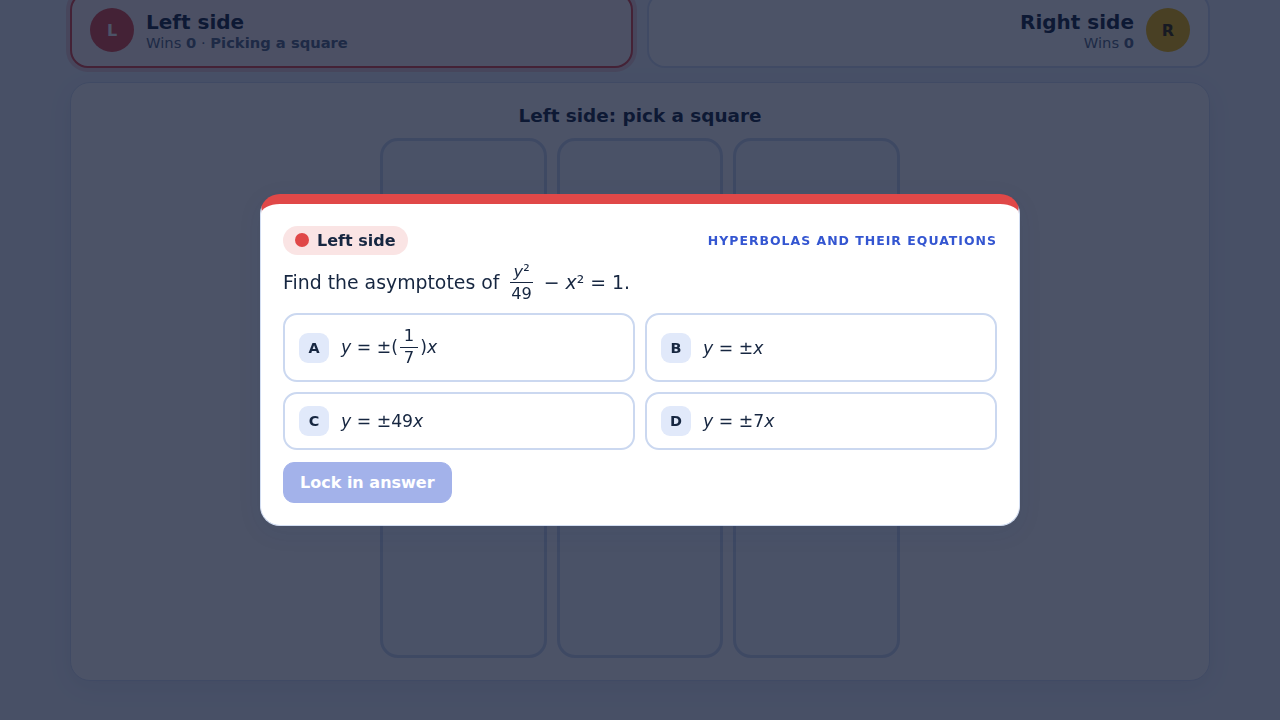 L
Left side
Wins 0 · Picking a square
Right side
Wins 0
R
Left side: pick a square
Left side
HYPERBOLAS AND THEIR EQUATIONS
Find the asymptotes of y²/49 − x² = 1.
A y = ±(1/7)x
B y = ±x
C y = ±49x
D y = ±7x
Lock in answer